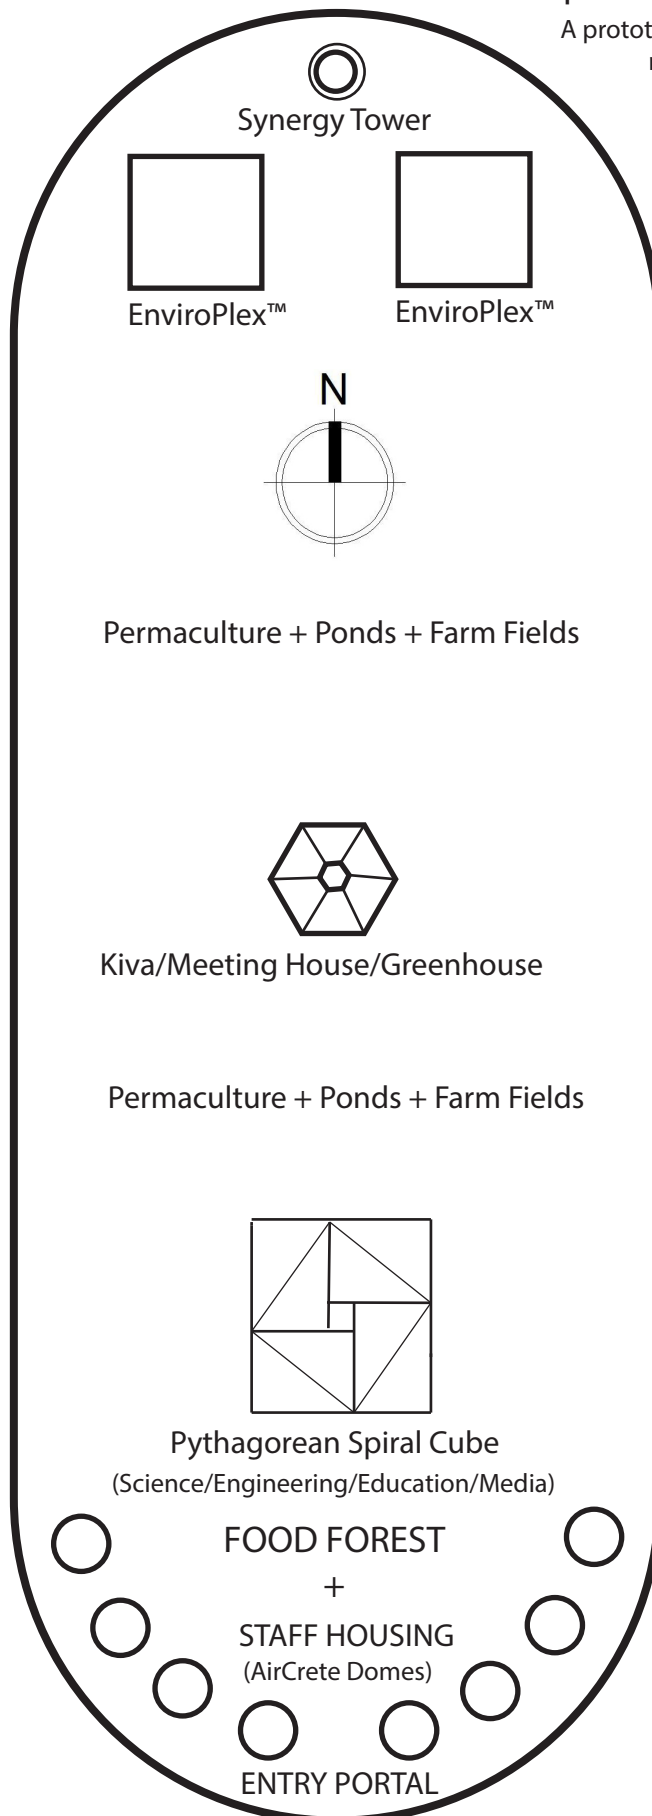 A protot
Synergy Tower
EnviroPlex™
EnviroPlex™
N
Permaculture + Ponds + Farm Fields
Kiva/Meeting House/Greenhouse
Permaculture + Ponds + Farm Fields
Pythagorean Spiral Cube
(Science/Engineering/Education/Media)
FOOD FOREST
+
STAFF HOUSING
(AirCrete Domes)
ENTRY PORTAL